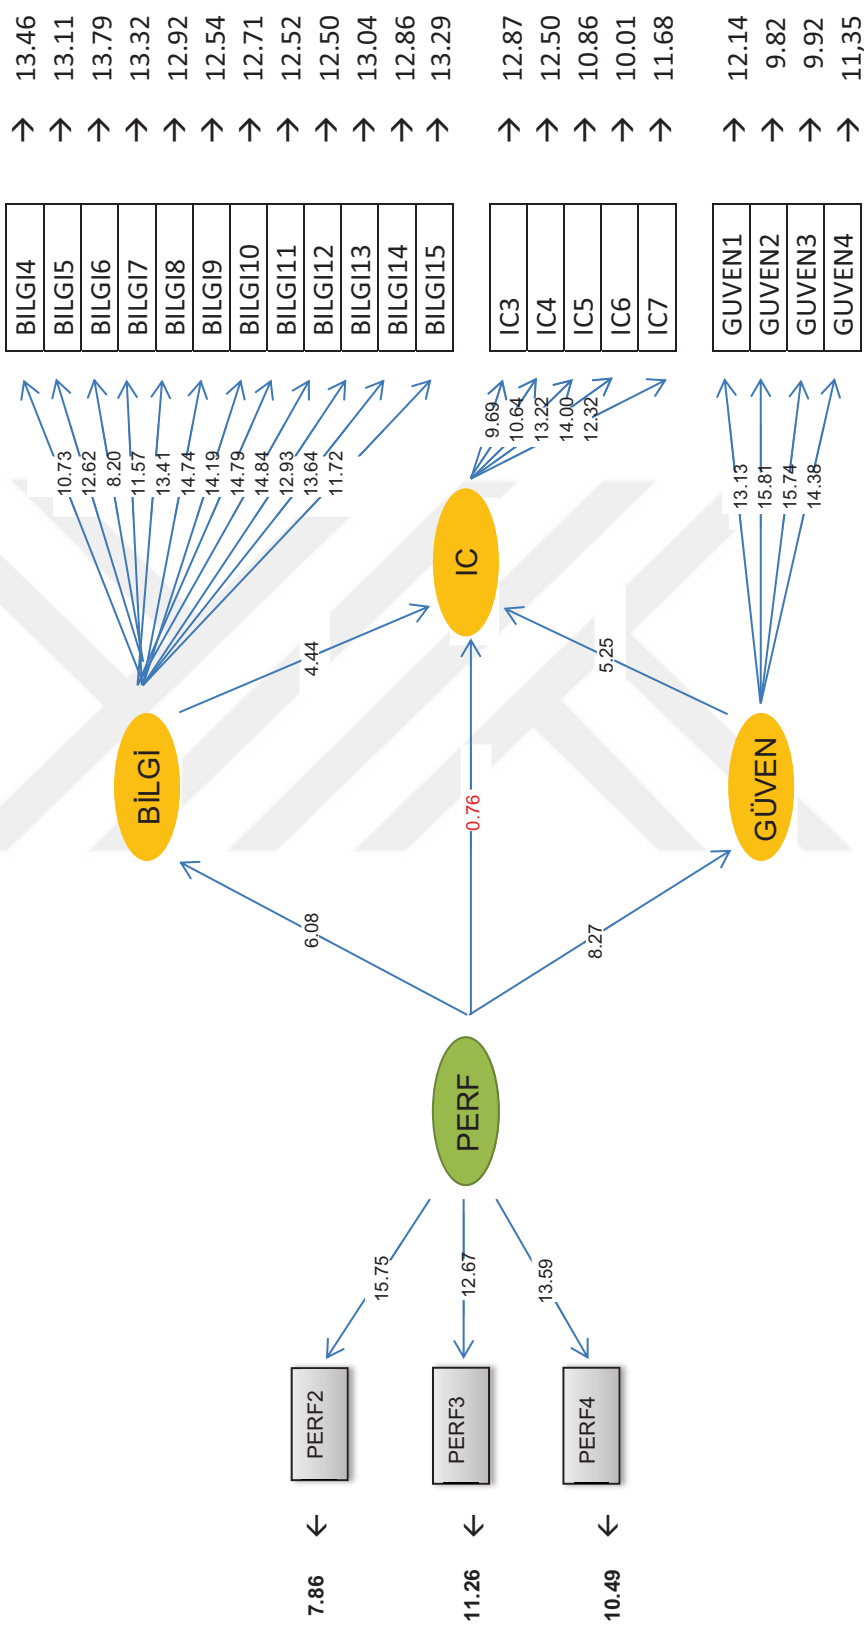 BILGI4 → 13.46
BILGI5 → 13.11
BILGI6 → 13.79
BILGI7 → 13.32
BILGI8 → 12.92
BILGI9 → 12.54
BILGI10 → 12.71
BILGI11 → 12.52
BILGI12 → 12.50
BILGI13 → 13.04
BILGI14 → 12.86
BILGI15 → 13.29
10.73
12.62
8.20
11.57
13.41
14.74
14.19
14.79
14.84
12.93
13.64
11.72
BİLGİ
IC3 → 12.87
IC4 → 12.50
IC5 → 10.86
IC6 → 10.01
IC7 → 11.68
9.69
10.64
13.22
14.00
12.32
IC
GUVEN1 → 12.14
GUVEN2 → 9.82
GUVEN3 → 9.92
GUVEN4 → 11,35
13.13
15.81
15.74
14.38
GÜVEN
4.44
5.25
0.76
6.08
8.27
PERF
15.75
12.67
13.59
7.86 ← PERF2
11.26 ← PERF3
10.49 ← PERF4